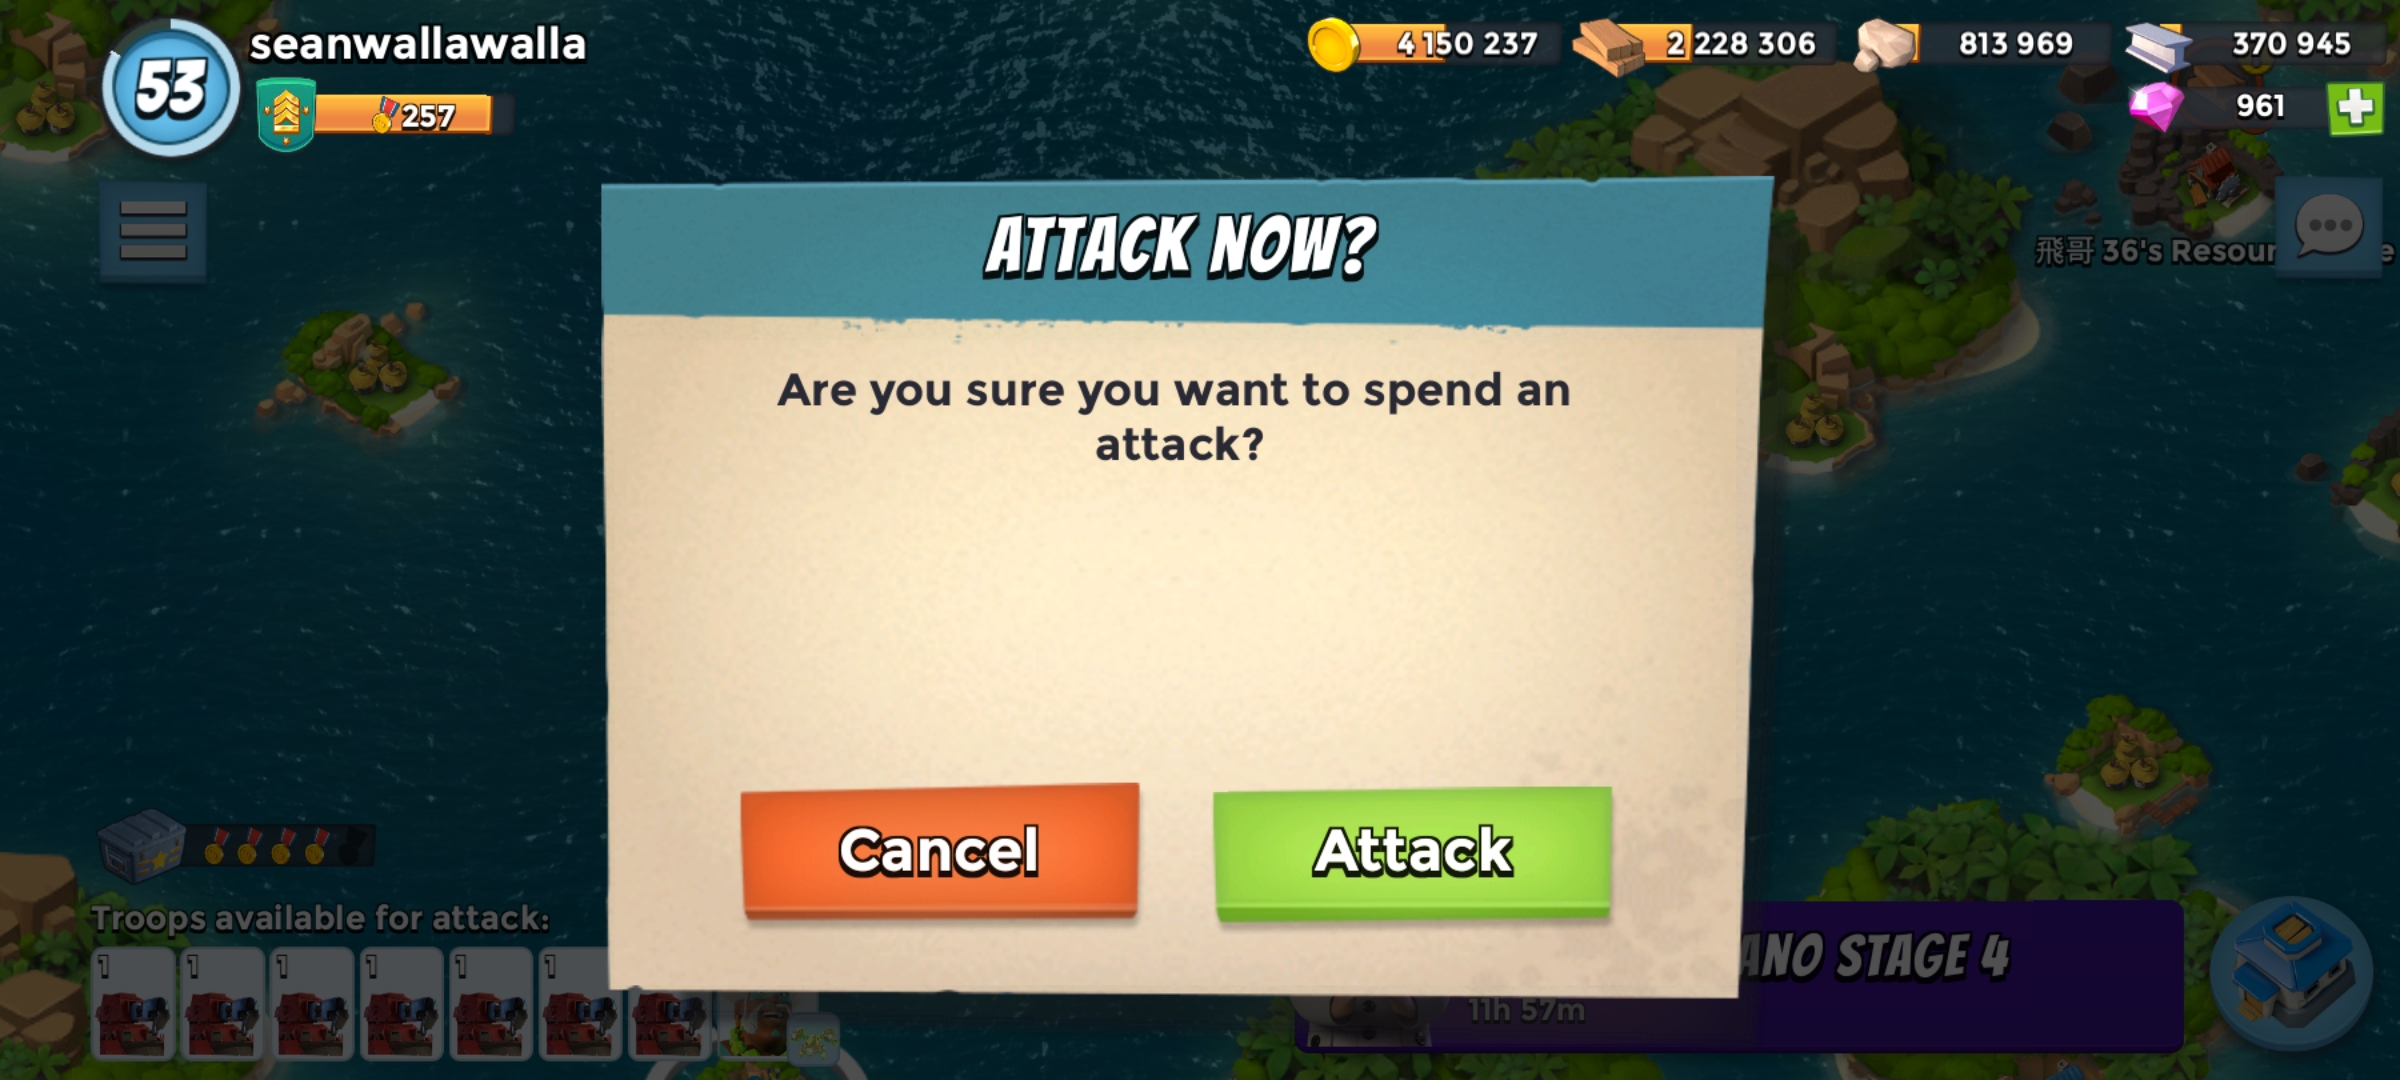 53
seanwallawalla
257
4 150 237
2 228 306
813 969
370 945
961
飛哥 36's Resour
e
ATTACK NOW?
Are you sure you want to spend an
attack?
Cancel
Attack
Troops available for attack:
1
1
1
1
1
1
ANO STAGE 4
11h 57m